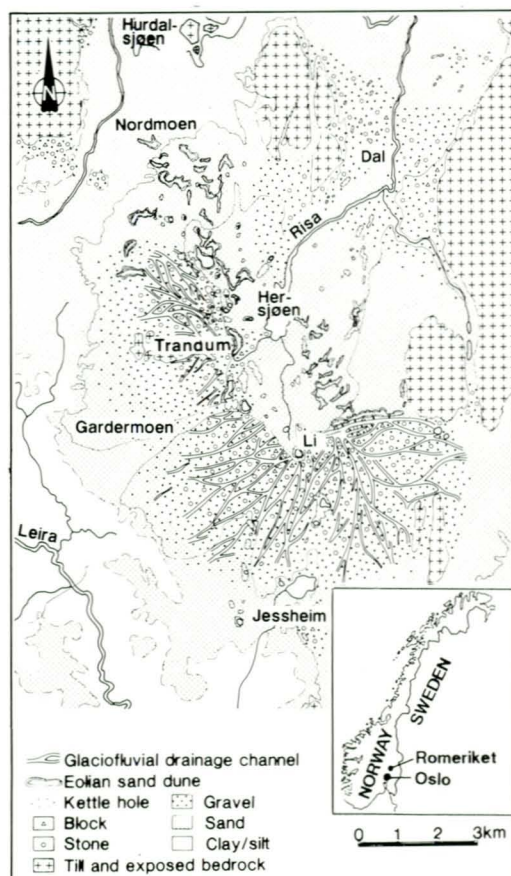 Hurdal-
sjøen
N
Nordmoen
Dal
Risa
Her-
sjøen
Trandum
Gardermoen
Li
Leira
Jessheim
NORWAY
SWEDEN
Romeriket
Oslo
Glaciofluvial drainage channel
Eolian sand dune
Kettle hole
Gravel
Block
Sand
Stone
Clay/silt
Till and exposed bedrock
0 1 2 3km